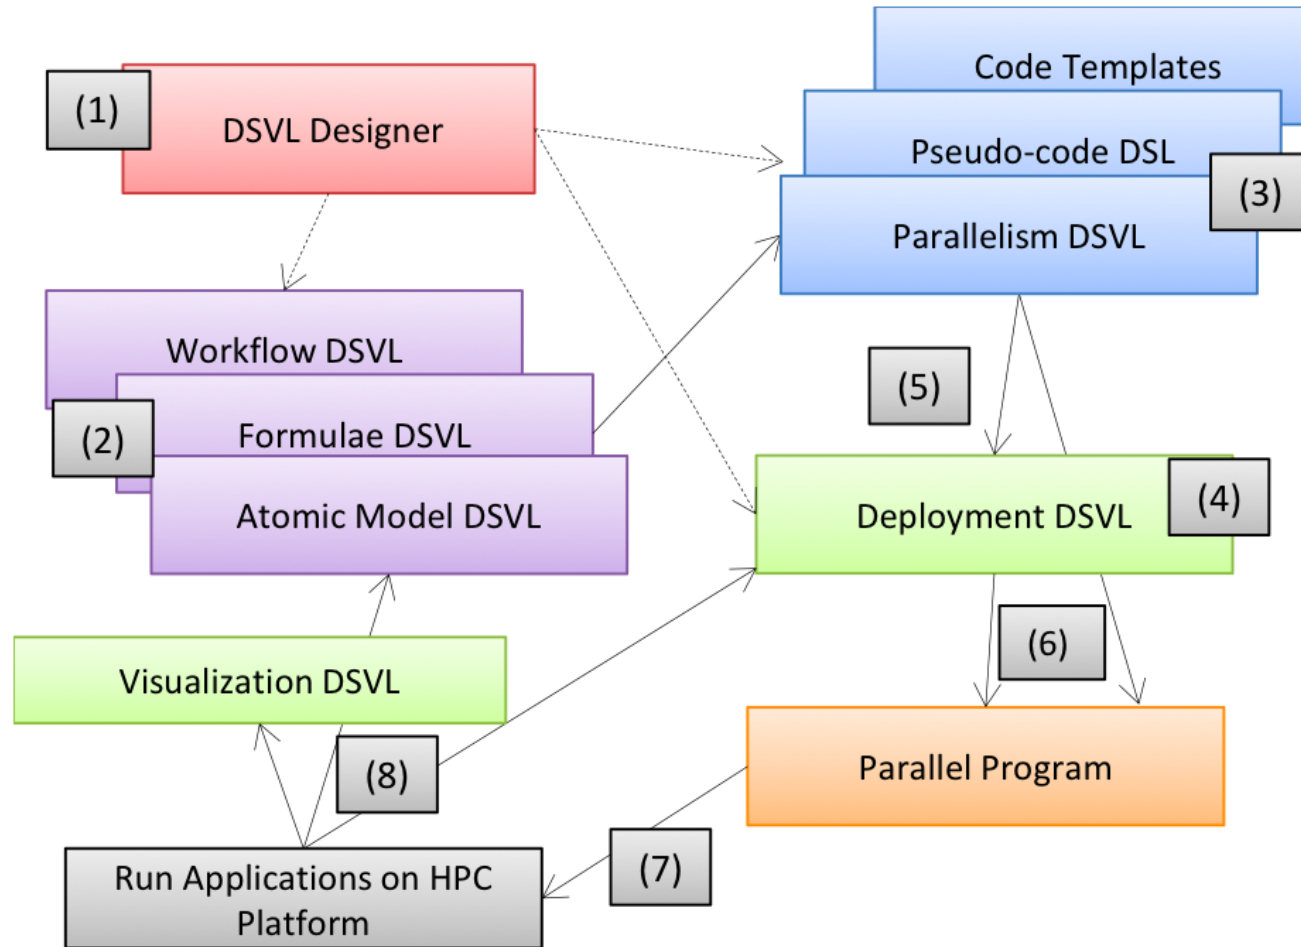 Code Templates
(1)
DSVL Designer
Pseudo-code DSL
(3)
Parallelism DSVL
Workflow DSVL
(5)
(2)
Formulae DSVL
(4)
Atomic Model DSVL
Deployment DSVL
(6)
Visualization DSVL
(8)
Parallel Program
(7)
Run Applications on HPC
Platform